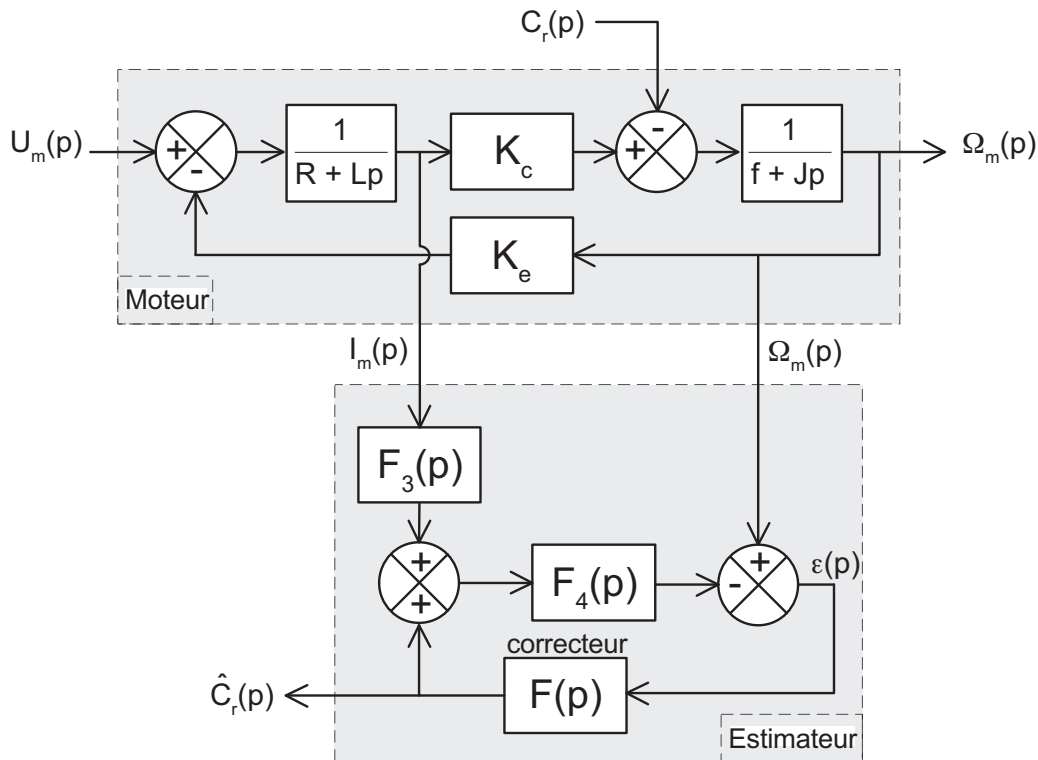 C_r(p)
U_m(p)
+
-
1
R + Lp
K_c
+
-
1
f + Jp
Ω_m(p)
K_e
Moteur
I_m(p)
Ω_m(p)
F_3(p)
+
+
F_4(p)
-
+
ε(p)
correcteur
F(p)
Ĉ_r(p)
Estimateur